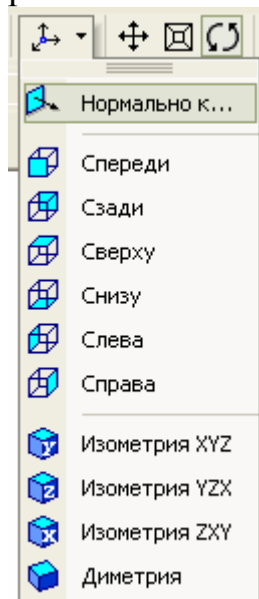 Нормально к...
Спереди
Сзади
Сверху
Снизу
Слева
Справа
Изометрия XYZ
Изометрия YZX
Изометрия ZXY
Диметрия